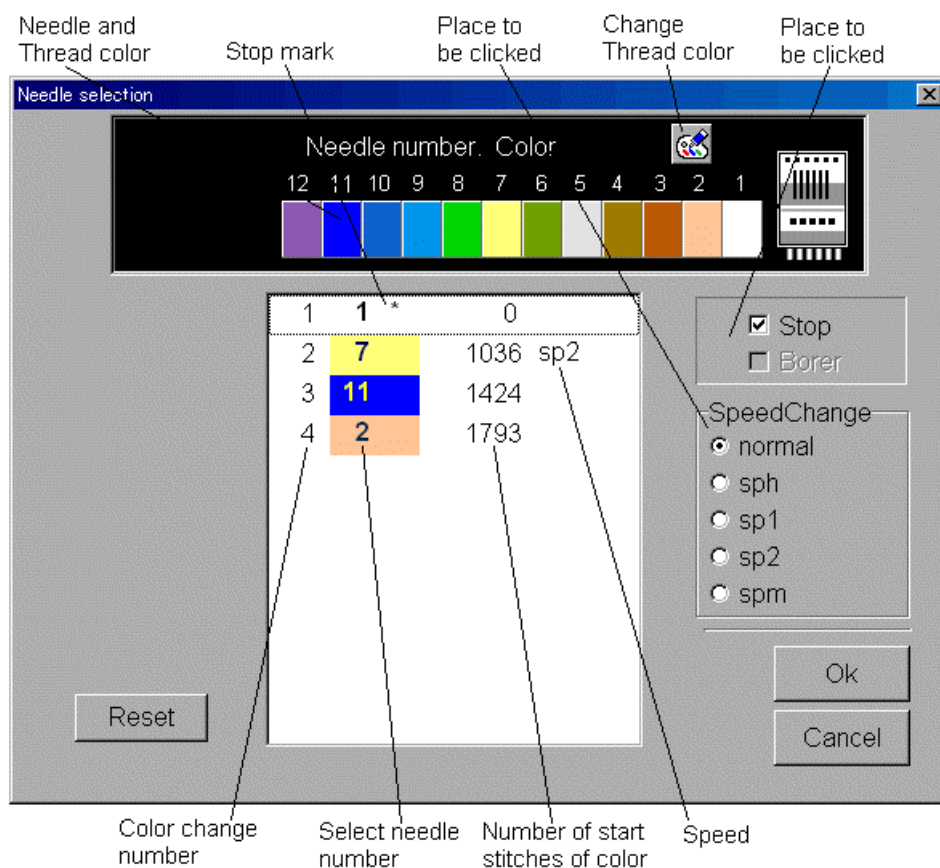 Needle and
Thread color
Stop mark
Place to
be clicked
Change
Thread color
Place to
be clicked
Needle selection
Needle number. Color
12 11 10 9 8 7 6 5 4 3 2 1
1 1 * 0
2 7 1036 sp2
3 11 1424
4 2 1793
Stop
Borer
SpeedChange
normal
sph
sp1
sp2
spm
Ok
Reset
Cancel
Color change
number
Select needle
number
Number of start
stitches of color
Speed